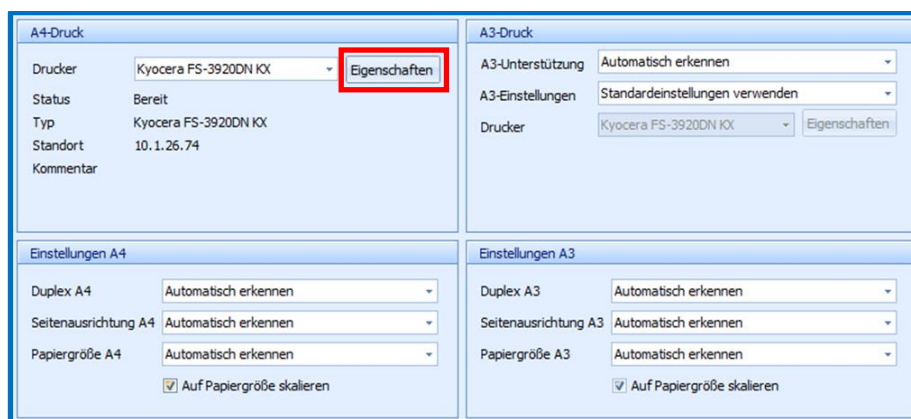 A4-Druck
Drucker Kyocera FS-3920DN KX Eigenschaften
Status Bereit
Typ Kyocera FS-3920DN KX
Standort 10.1.26.74
Kommentar
A3-Druck
A3-Unterstützung Automatisch erkennen
A3-Einstellungen Standardeinstellungen verwenden
Drucker Kyocera FS-3920DN KX Eigenschaften
Einstellungen A4
Duplex A4 Automatisch erkennen
Seitenausrichtung A4 Automatisch erkennen
Papiergröße A4 Automatisch erkennen
Auf Papiergröße skalieren
Einstellungen A3
Duplex A3 Automatisch erkennen
Seitenausrichtung A3 Automatisch erkennen
Papiergröße A3 Automatisch erkennen
Auf Papiergröße skalieren